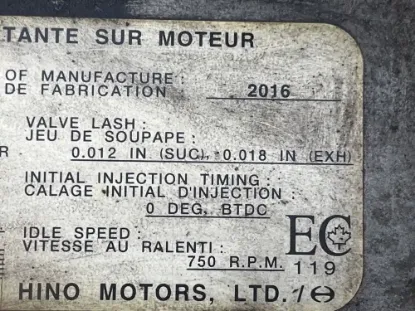 TANTE SUR MOTEUR
OF MANUFACTURE :
DE FABRICATION : 2016
VALVE LASH :
JEU DE SOUPAPE :
R 0.012 IN (SUC), 0.018 IN (EXH)
INITIAL INJECTION TIMING :
CALAGE INITIAL D'INJECTION
0 DEG, BTDC
IDLE SPEED :
VITESSE AU RALENTI :
750 R.P.M.
EC
119
HINO MOTORS, LTD.